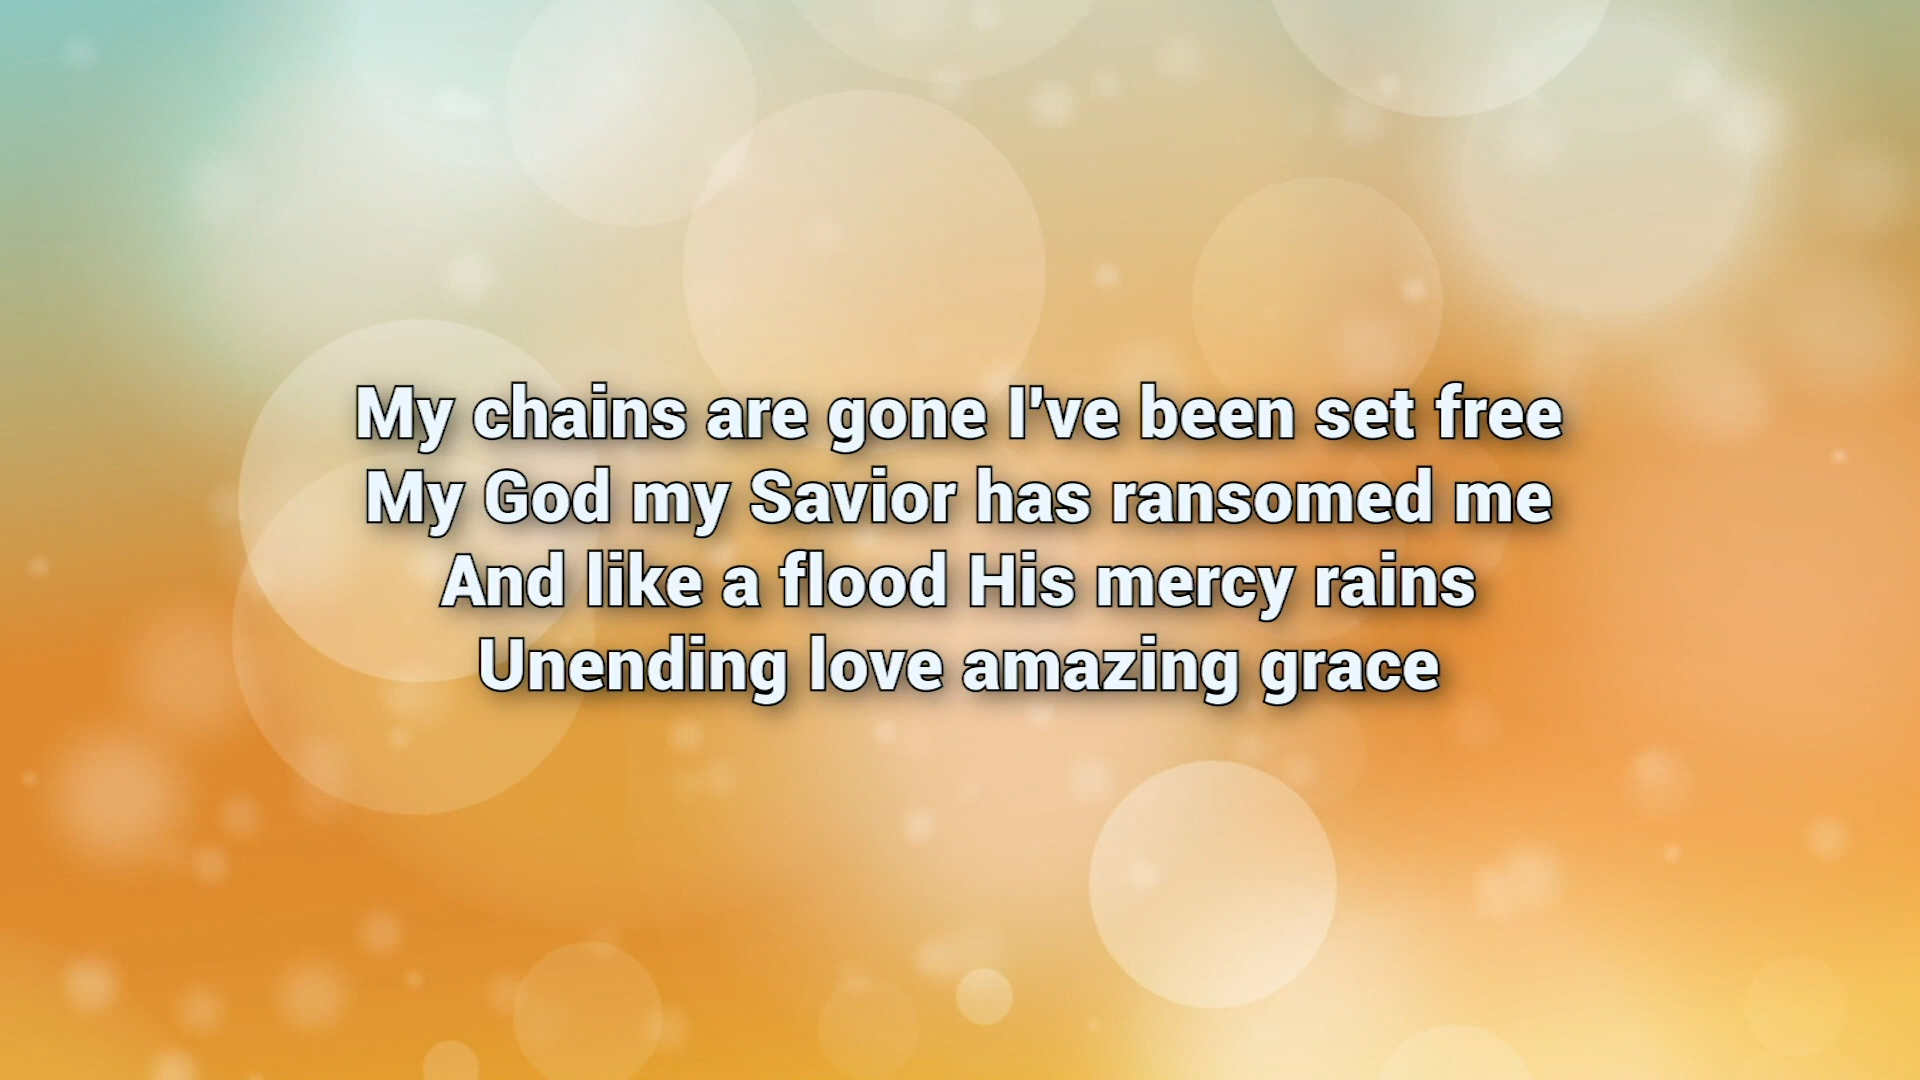 My chains are gone I've been set free
My God my Savior has ransomed me
And like a flood His mercy rains
Unending love amazing grace